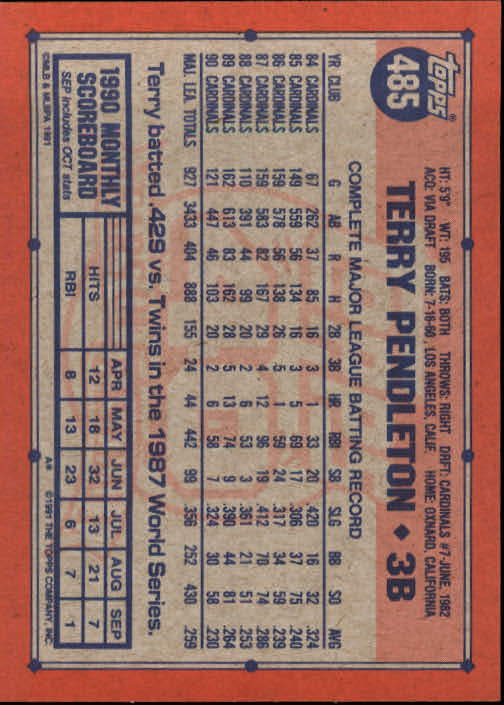 topps®
485
HT: 5'9" WT: 195 BATS: BOTH THROWS: RIGHT DRFT: CARDINALS #7-JUNE, 1982
ACQ: VIA DRAFT BORN: 7-16-60, LOS ANGELES, CALIF. HOME: OXNARD, CALIFORNIA
TERRY PENDLETON ♦ 3B
COMPLETE MAJOR LEAGUE BATTING RECORD
YR CLUB G AB R H 2B 3B HR RBI SB SLG BB SO AVG
84 CARDINALS 67 262 37 85 16 3 1 33 20 .420 16 32 .324
85 CARDINALS 149 559 56 134 16 3 5 69 17 .306 37 75 .240
86 CARDINALS 159 578 56 138 26 5 1 59 24 .317 34 59 .239
87 CARDINALS 159 583 82 167 29 4 12 96 19 .412 70 74 .286
88 CARDINALS 110 391 44 99 20 2 6 53 3 .361 21 51 .253
89 CARDINALS 162 613 83 162 28 5 13 74 9 .390 44 81 .264
90 CARDINALS 121 447 46 103 20 2 6 58 7 .324 30 58 .230
MAJ. LEA. TOTALS 927 3433 404 888 155 24 44 442 99 .356 252 430 .259
Terry batted .429 vs. Twins in the 1987 World Series.
1990 MONTHLY SCOREBOARD
SEP includes OCT stats
APR MAY JUN JUL AUG SEP
HITS 12 18 32 13 21 7
RBI 8 13 23 6 7 1
©MLB & MLBPA 1991
A* ©1991 THE TOPPS COMPANY, INC.